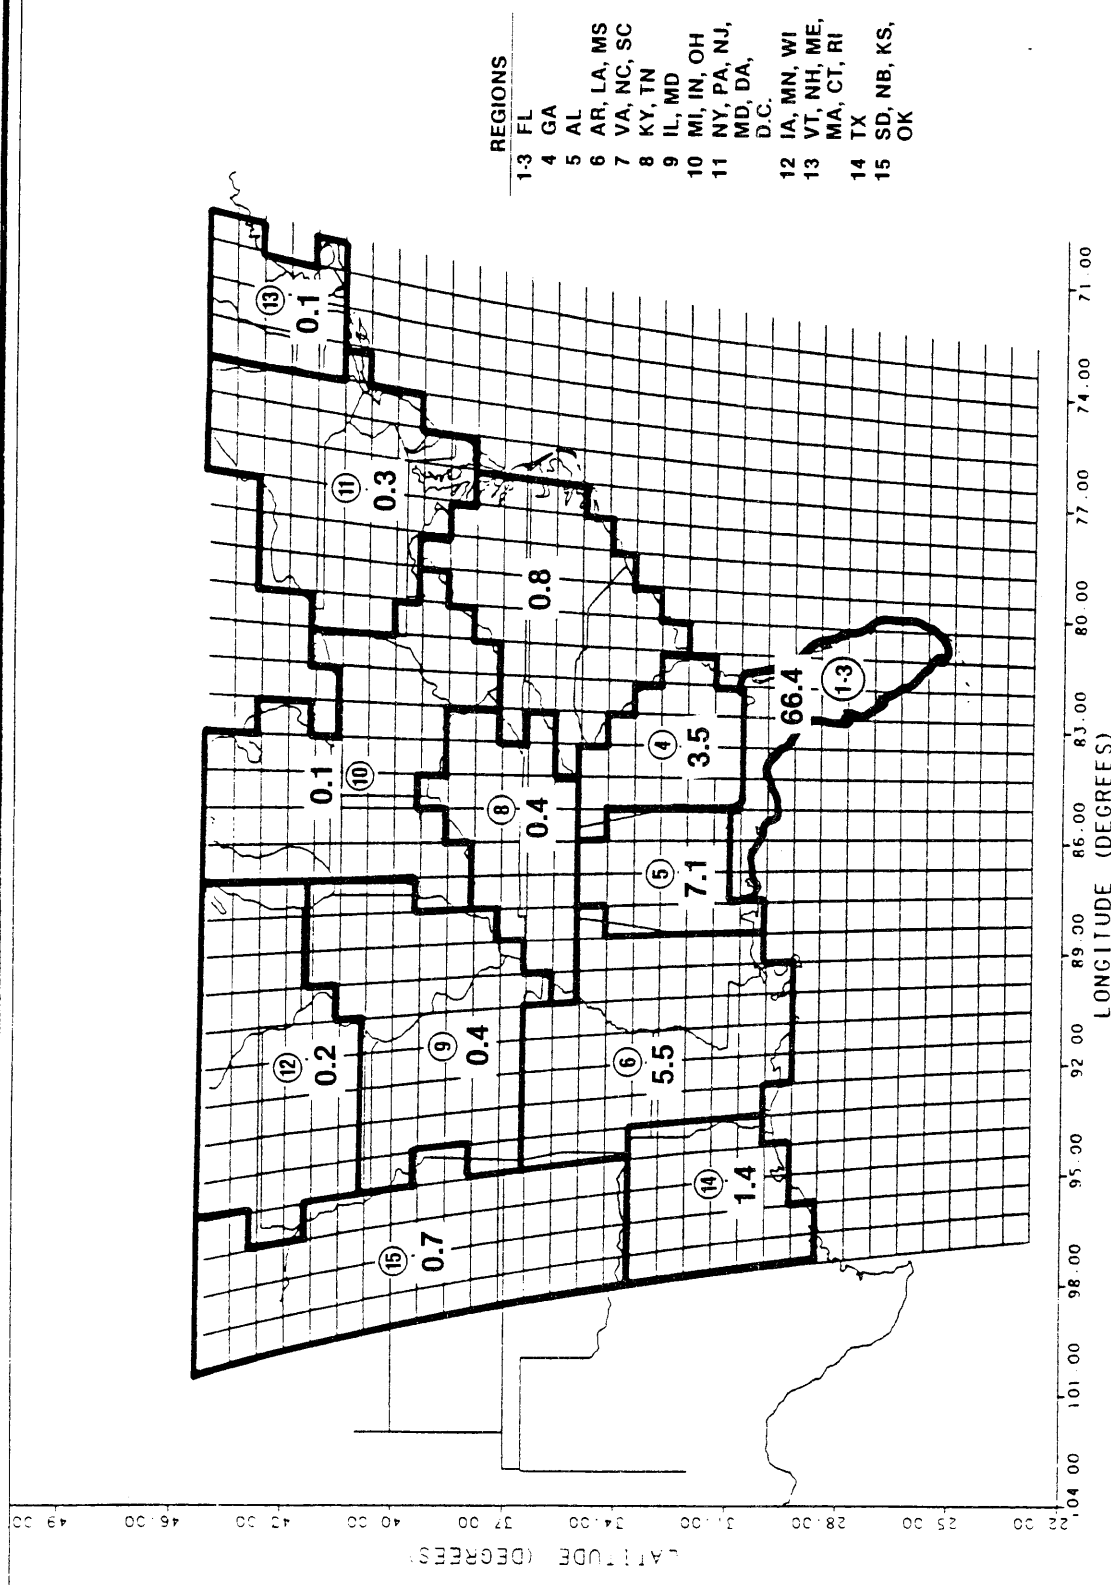 REGIONS
1-3 FL
4 GA
5 AL
6 AR, LA, MS
7 VA, NC, SC
8 KY, TN
9 IL, MD
10 MI, IN, OH
11 NY, PA, NJ,
MD, DA,
D.C.
12 IA, MN, WI
13 VT, NH, ME,
MA, CT, RI
14 TX
15 SD, NB, KS,
OK
13
0.1
11
0.3
0.8
10
0.1
8
0.4
4
3.5
66.4
1-3
5
7.1
12
0.2
9
0.4
6
5.5
15
0.7
14
1.4
LATITUDE (DEGREES)
49.00
46.00
43.00
40.00
37.00
34.00
31.00
28.00
25.00
22.00
104.00
101.00
98.00
95.00
92.00
89.00
86.00
83.00
80.00
77.00
74.00
71.00
LONGITUDE (DEGREES)